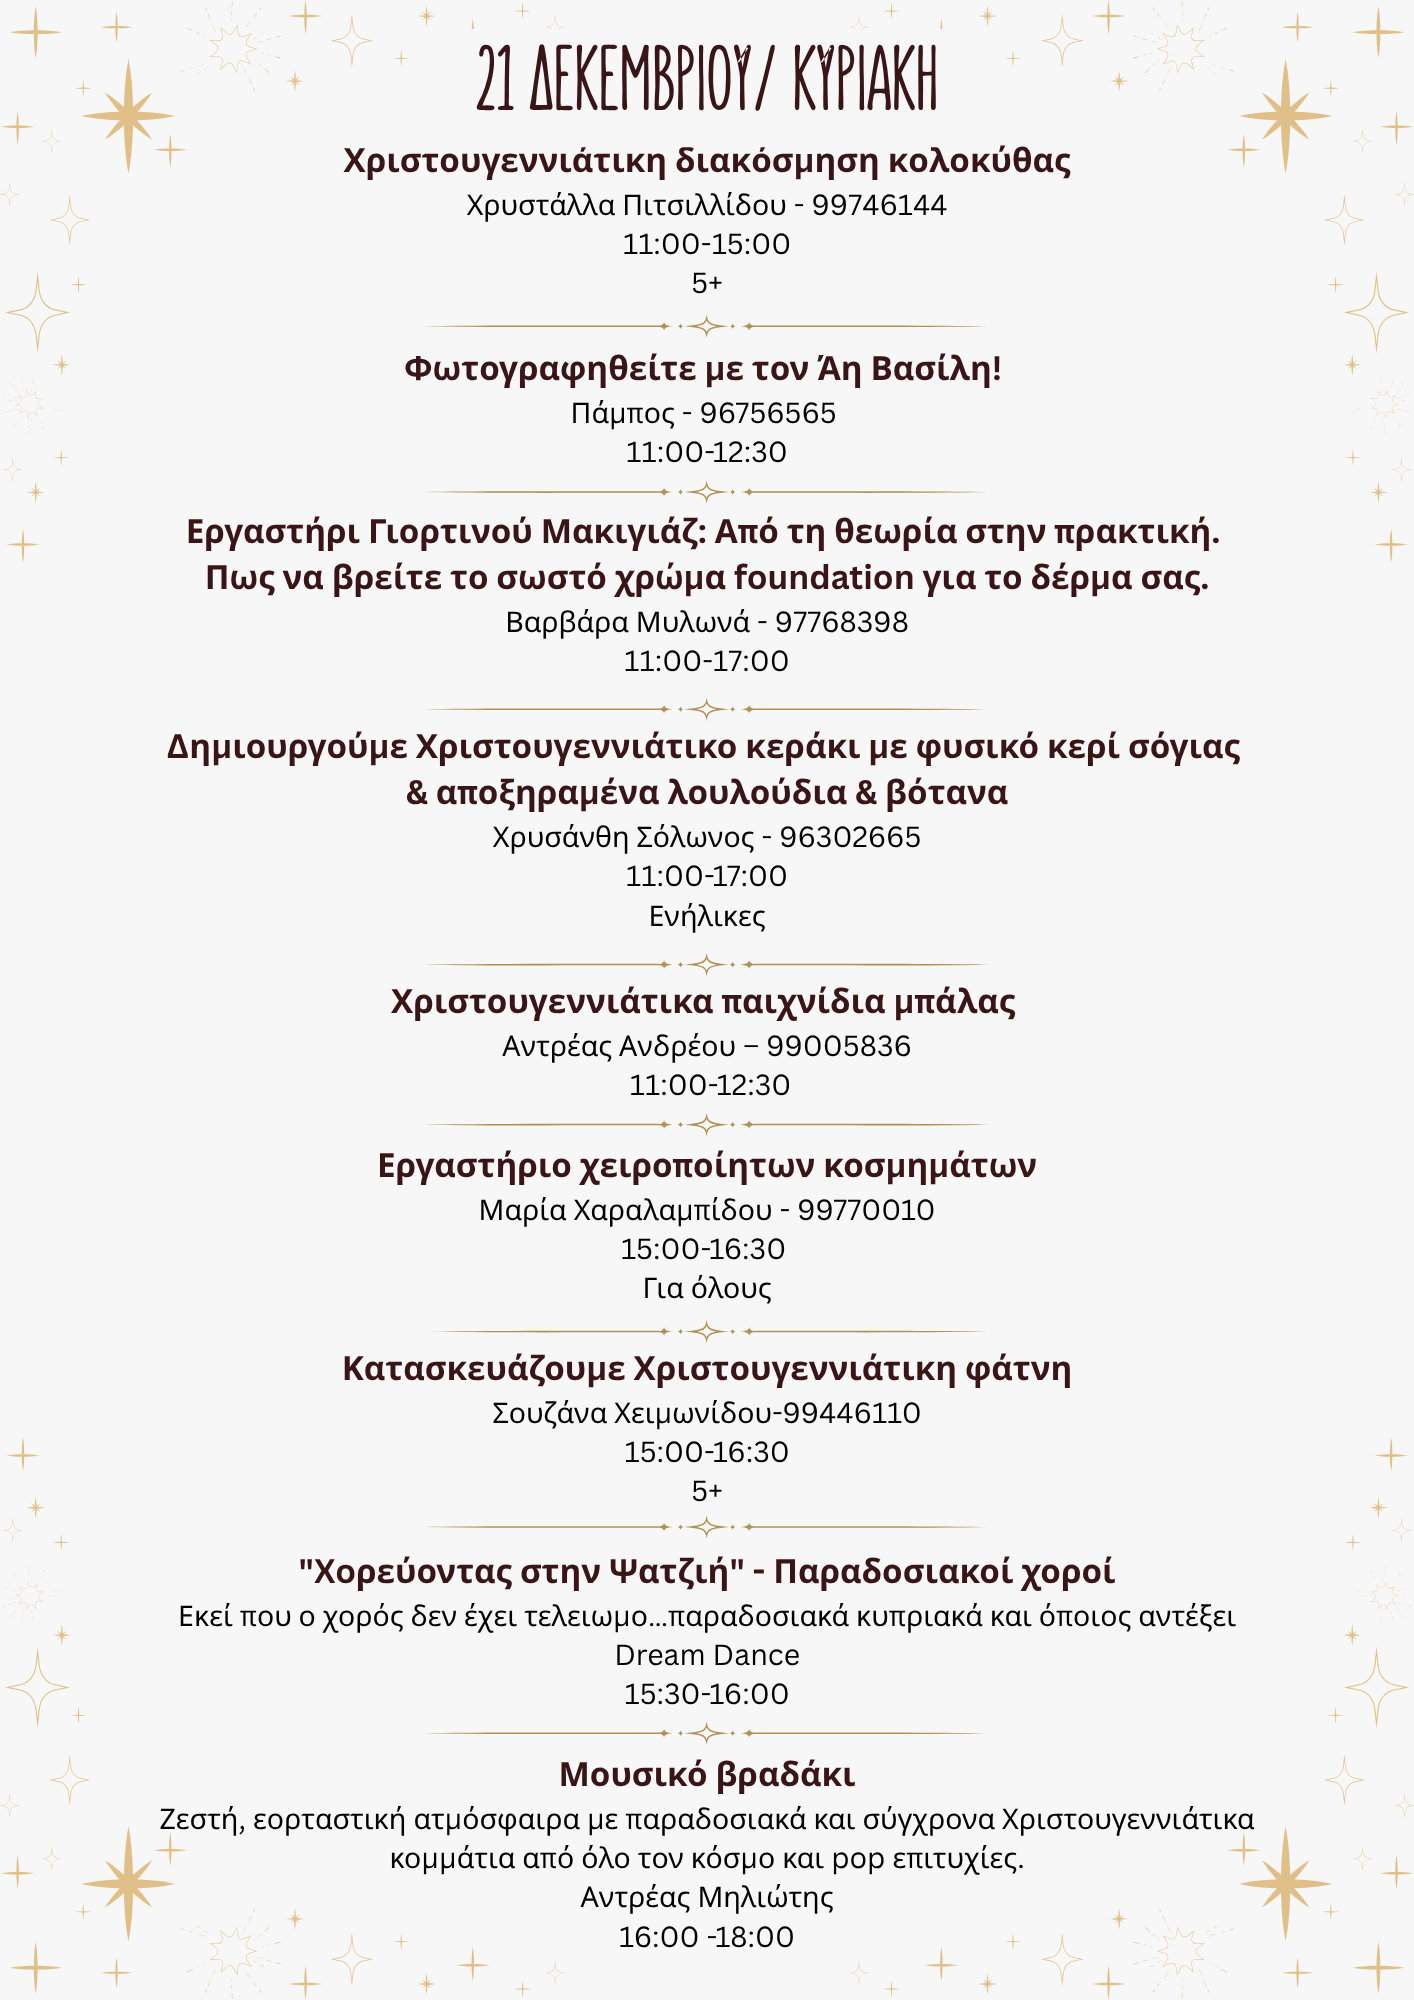 21 ΔΕΚΕΜΒΡΙΟΎ/ ΚΎΡΙΑΚΗ
Χριστουγεννιάτικη διακόσμηση κολοκύθας
Χρυστάλλα Πιτσιλλίδου - 99746144
11:00-15:00
5+
Φωτογραφηθείτε με τον Άη Βασίλη!
Πάμπος - 96756565
11:00-12:30
Εργαστήρι Γιορτινού Μακιγιάζ: Από τη θεωρία στην πρακτική.
Πως να βρείτε το σωστό χρώμα foundation για το δέρμα σας.
Βαρβάρα Μυλωνά - 97768398
11:00-17:00
Δημιουργούμε Χριστουγεννιάτικο κεράκι με φυσικό κερί σόγιας
& αποξηραμένα λουλούδια & βότανα
Χρυσάνθη Σόλωνος - 96302665
11:00-17:00
Ενήλικες
Χριστουγεννιάτικα παιχνίδια μπάλας
Αντρέας Ανδρέου – 99005836
11:00-12:30
Εργαστήριο χειροποίητων κοσμημάτων
Μαρία Χαραλαμπίδου - 99770010
15:00-16:30
Για όλους
Κατασκευάζουμε Χριστουγεννιάτικη φάτνη
Σουζάνα Χειμωνίδου-99446110
15:00-16:30
5+
"Χορεύοντας στην Ψατζιή" - Παραδοσιακοί χοροί
Εκεί που ο χορός δεν έχει τελειωμο...παραδοσιακά κυπριακά και όποιος αντέξει
Dream Dance
15:30-16:00
Μουσικό βραδάκι
Ζεστή, εορταστική ατμόσφαιρα με παραδοσιακά και σύγχρονα Χριστουγεννιάτικα
κομμάτια από όλο τον κόσμο και pop επιτυχίες.
Αντρέας Μηλιώτης
16:00 -18:00